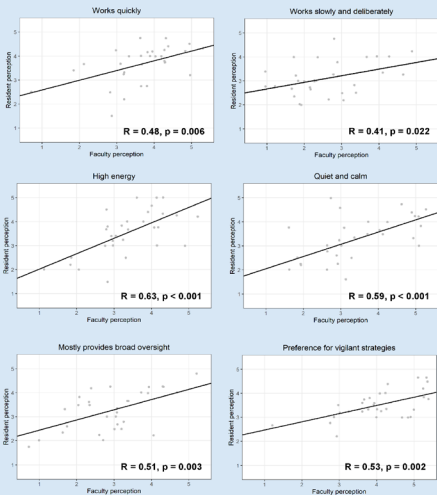 Works quickly
Resident perception
5
4
3
2
1
R = 0.48, p = 0.006
1 2 3 4 5
Faculty perception
Works slowly and deliberately
Resident perception
5
4
3
2
1
R = 0.41, p = 0.022
1 2 3 4 5
Faculty perception
High energy
Resident perception
5
4
3
2
1
R = 0.63, p < 0.001
1 2 3 4 5
Faculty perception
Quiet and calm
Resident perception
5
4
3
2
1
R = 0.59, p < 0.001
1 2 3 4 5
Faculty perception
Mostly provides broad oversight
Resident perception
5
4
3
2
1
R = 0.51, p = 0.003
1 2 3 4 5
Faculty perception
Preference for vigilant strategies
Resident perception
5
4
3
2
1
R = 0.53, p = 0.002
1 2 3 4 5
Faculty perception